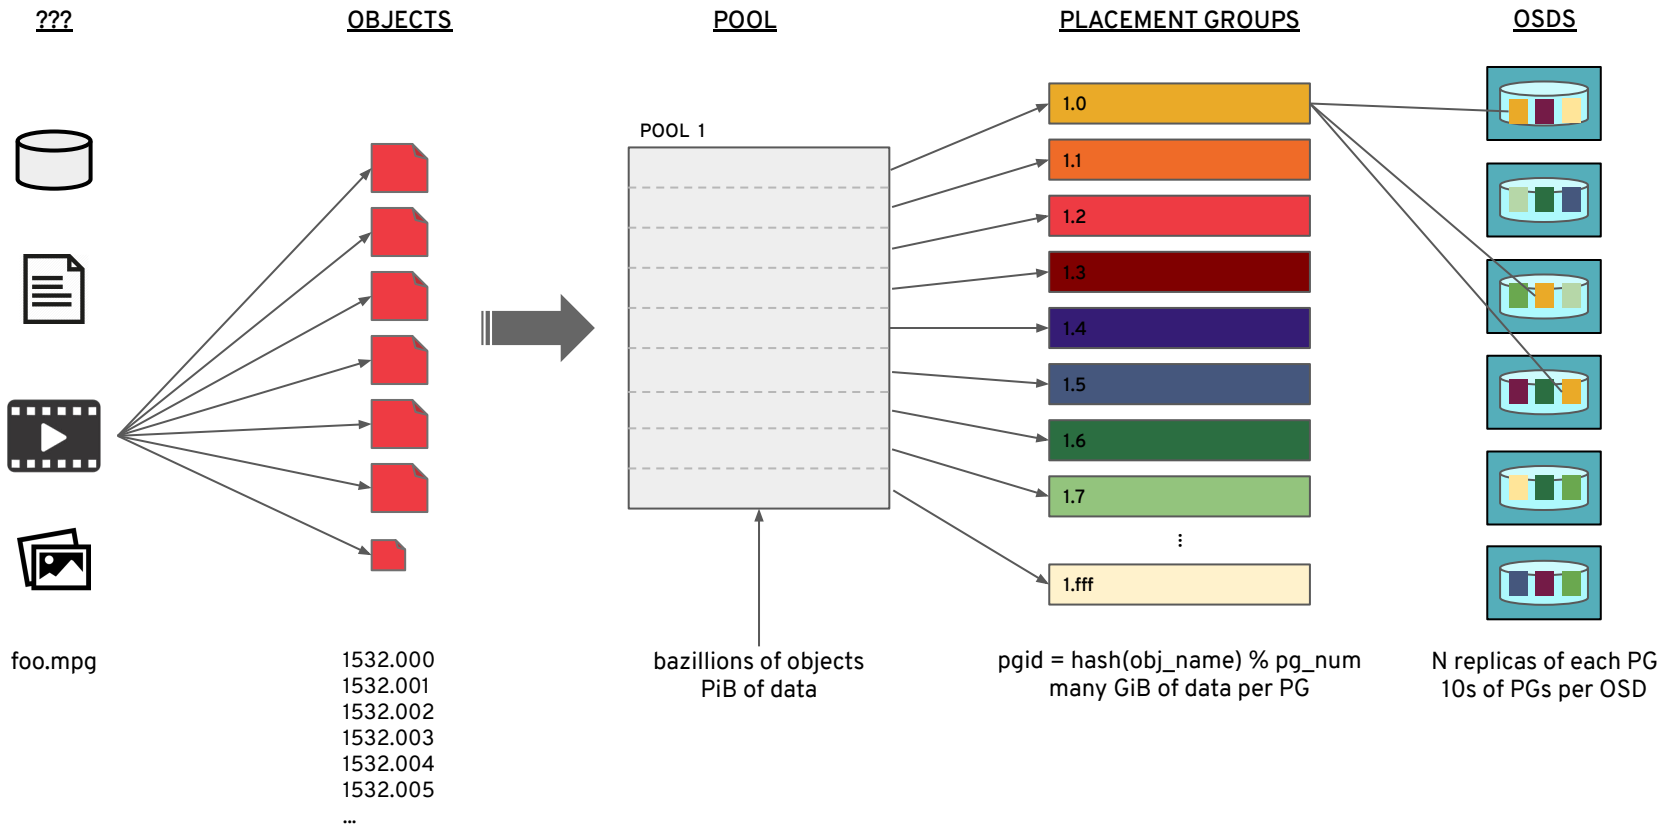 ???
OBJECTS
POOL
PLACEMENT GROUPS
OSDS
POOL 1
1.0
1.1
1.2
1.3
1.4
1.5
1.6
1.7
⋮
1.fff
foo.mpg
1532.000
1532.001
1532.002
1532.003
1532.004
1532.005
...
bazillions of objects
PiB of data
pgid = hash(obj_name) % pg_num
many GiB of data per PG
N replicas of each PG
10s of PGs per OSD